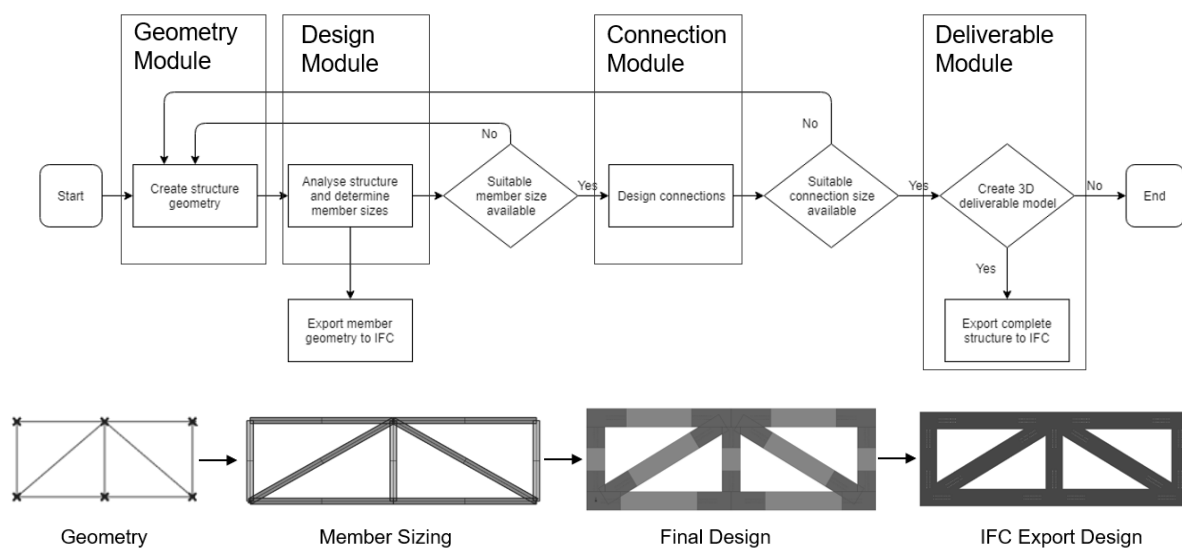 Geometry
Module
Design
Module
Connection
Module
Deliverable
Module
No
No
Start
Create structure
geometry
Analyse structure
and determine
member sizes
Suitable
member size
available
Yes
Design connections
Suitable
connection size
available
Yes
Create 3D
deliverable model
No
End
Yes
Export member
geometry to IFC
Export complete
structure to IFC
Geometry
Member Sizing
Final Design
IFC Export Design